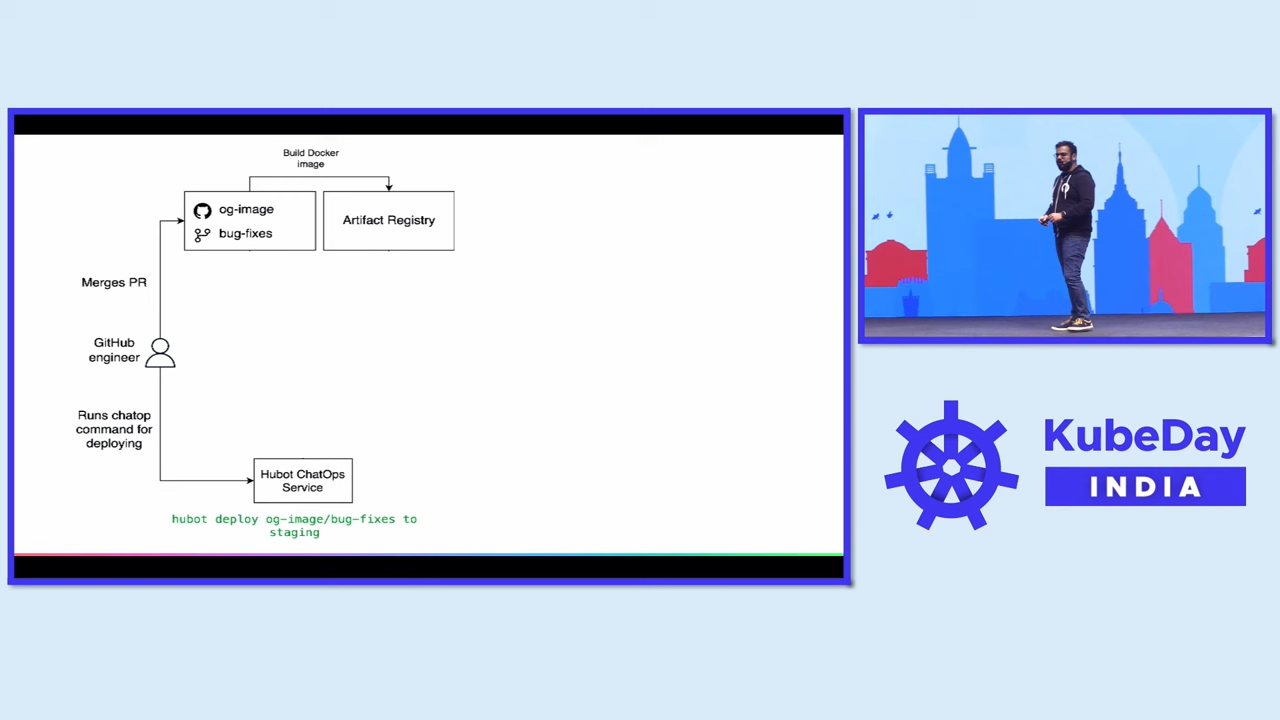 Build Docker
image
og-image
bug-fixes
Artifact Registry
Merges PR
GitHub
engineer
Runs chatop
command for
deploying
Hubot ChatOps
Service
hubot deploy og-image/bug-fixes to
staging
KubeDay
INDIA